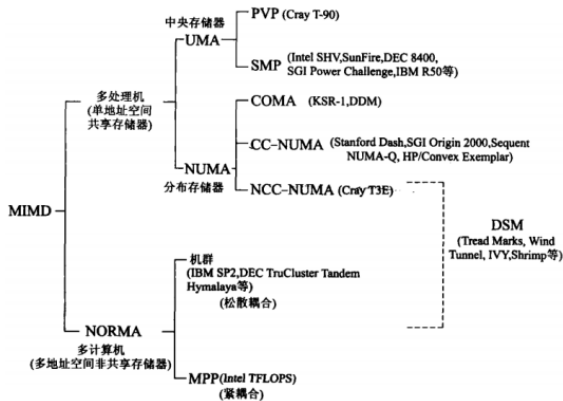 中央存储器
UMA
PVP (Cray T-90)
SMP (Intel SHV,SunFire,DEC 8400,
SGI Power Challenge,IBM R50等)
多处理机
(单地址空间
共享存储器)
COMA (KSR-1,DDM)
CC-NUMA (Stanford Dash,SGI Origin 2000,Sequent
NUMA-Q, HP/Convex Exemplar)
NUMA
分布存储器
NCC-NUMA (Cray T3E)
MIMD
DSM
(Tread Marks, Wind
Tunnel, IVY,Shrimp等)
机群
(IBM SP2,DEC TruCluster Tandem
Hymalaya等)
(松散耦合)
NORMA
多计算机
(多地址空间非共享存储器)
MPP(Intel TFLOPS)
(紧耦合)